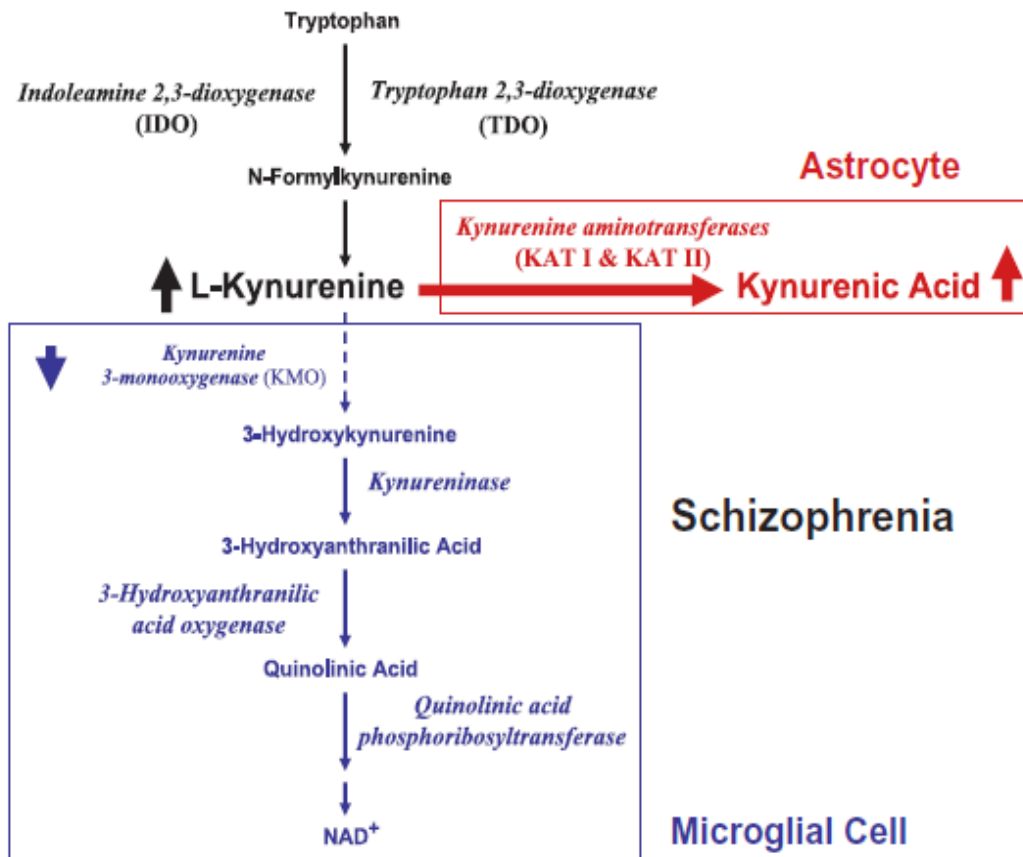 Tryptophan
Indoleamine 2,3-dioxygenase
(IDO)
Tryptophan 2,3-dioxygenase
(TDO)
N-Formylkynurenine
Astrocyte
Kynurenine aminotransferases
(KAT I & KAT II)
L-Kynurenine
Kynurenic Acid
Kynurenine
3-monooxygenase (KMO)
3-Hydroxykynurenine
Kynureninase
Schizophrenia
3-Hydroxyanthranilic Acid
3-Hydroxyanthranilic
acid oxygenase
Quinolinic Acid
Quinolinic acid
phosphoribosyltransferase
NAD+
Microglial Cell